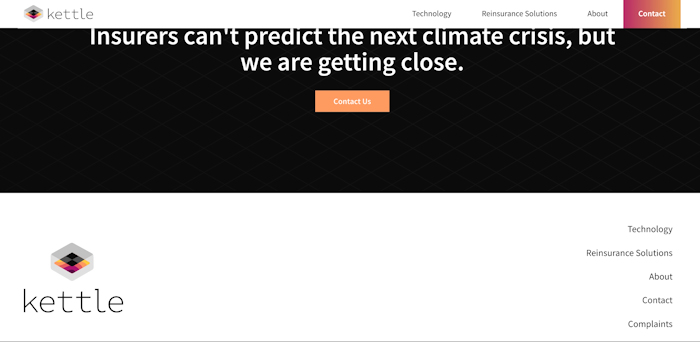 kettle
Technology
Reinsurance Solutions
About
Contact
Insurers can't predict the next climate crisis, but
we are getting close.
Contact Us
kettle
Technology
Reinsurance Solutions
About
Contact
Complaints